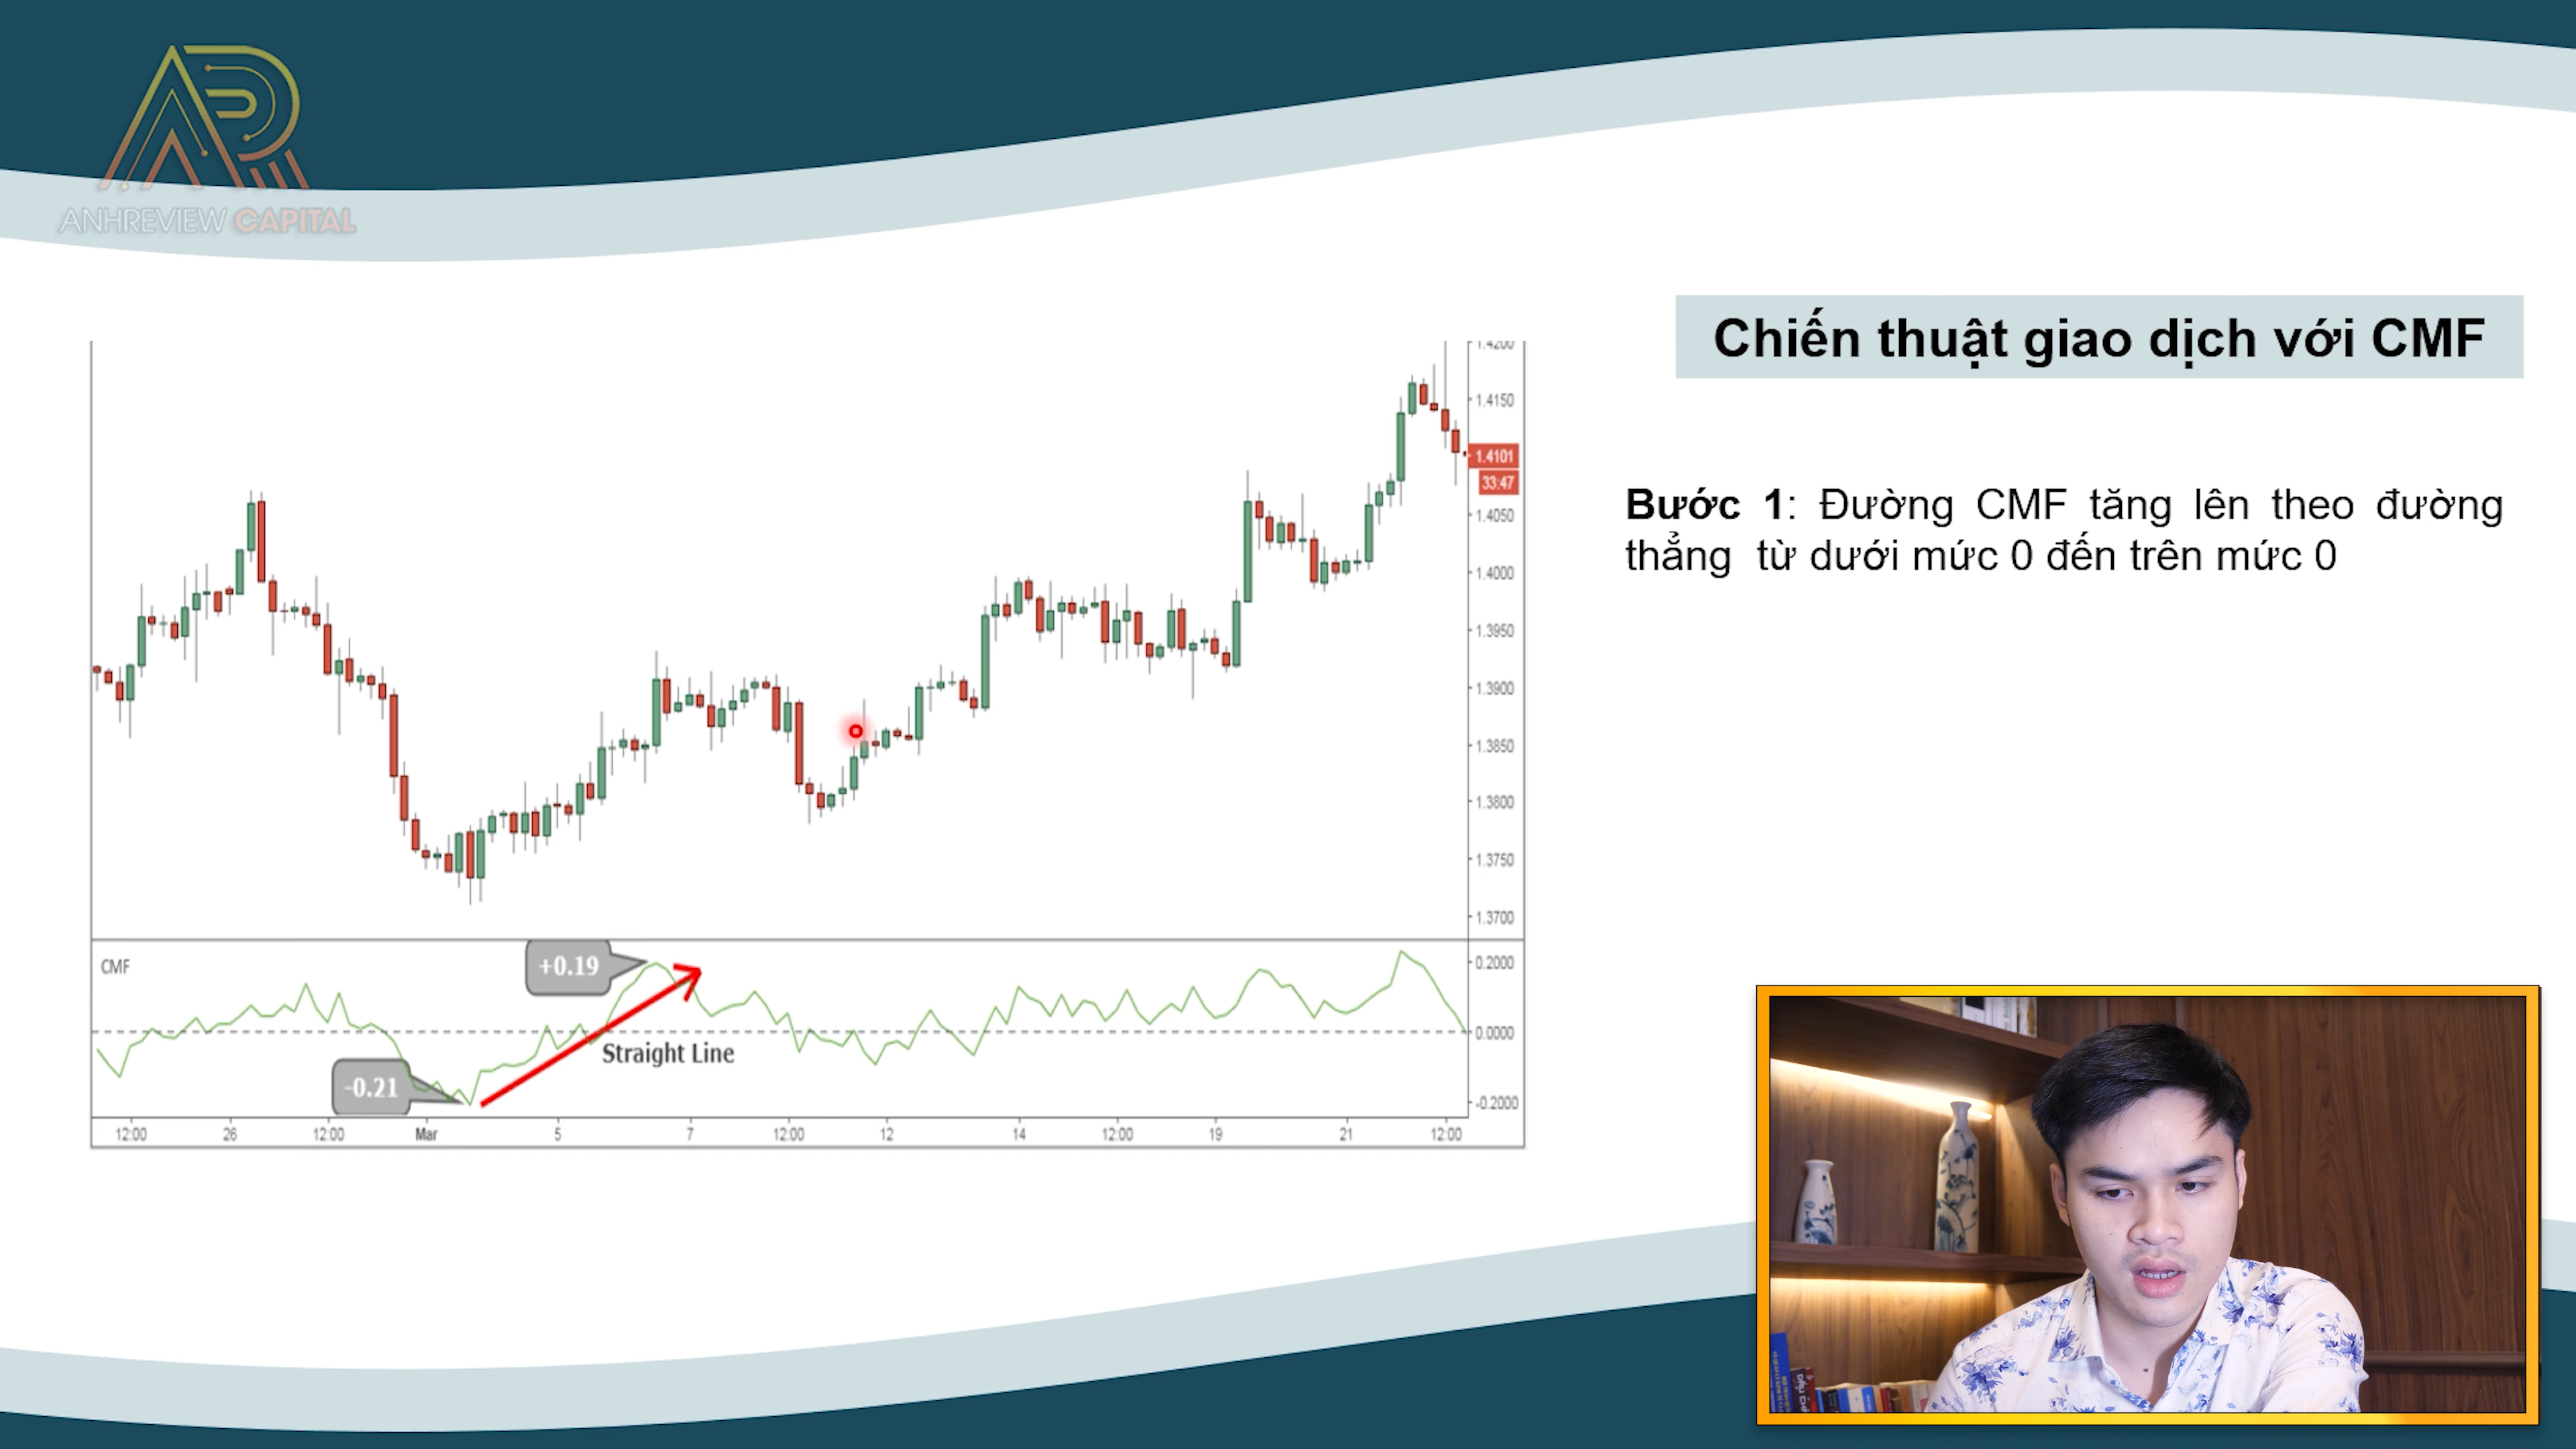 ANHREVIEW CAPITAL
Chiến thuật giao dịch với CMF
Bước 1: Đường CMF tăng lên theo đường
thẳng từ dưới mức 0 đến trên mức 0
1.4200
1.4150
1.4101
33:47
1.4050
1.4000
1.3950
1.3900
1.3850
1.3800
1.3750
1.3700
CMF
+0.19
0.2000
0.0000
Straight Line
-0.21
-0.2000
12:00 26 12:00 Mar 5 7 12:00 12 14 12:00 19 21 12:00